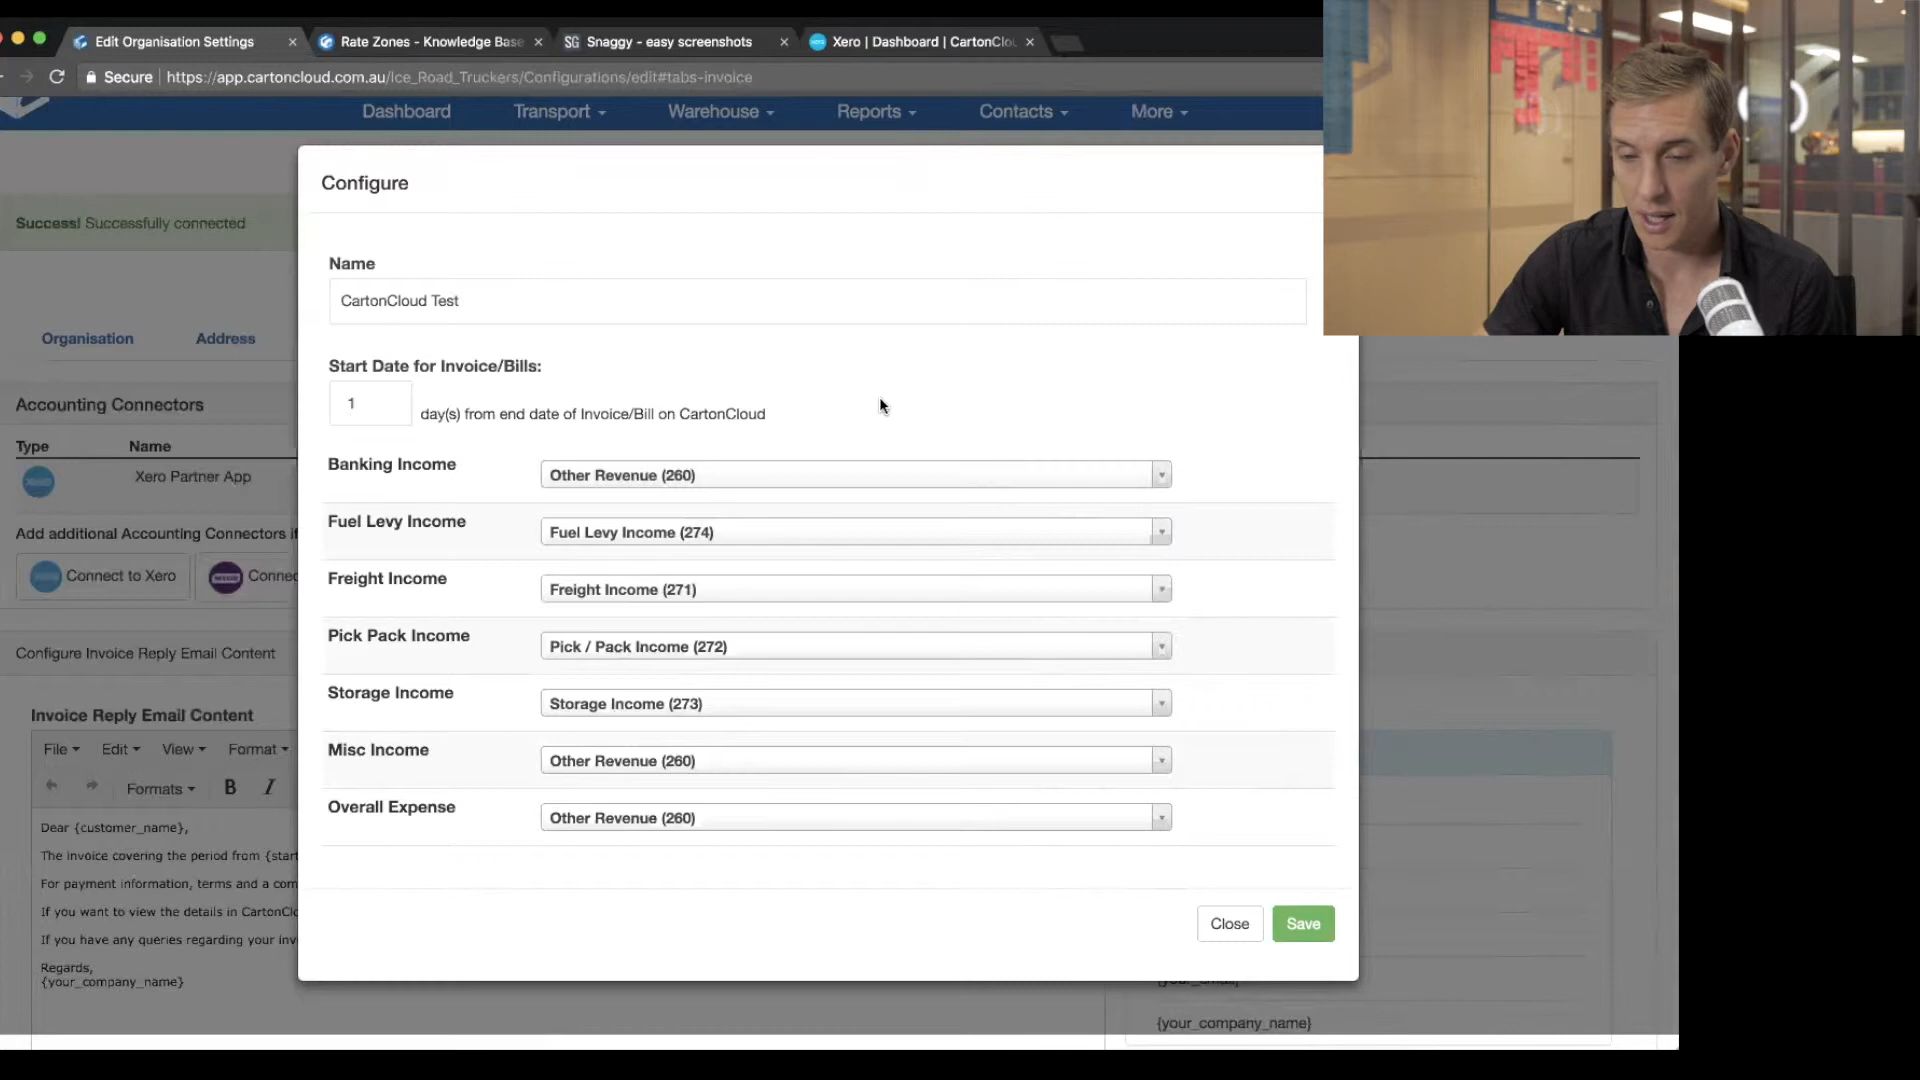 Edit Organisation Settings
Rate Zones - Knowledge Base
SG Snaggy - easy screenshots
Xero | Dashboard | CartonClo
Secure https://app.cartoncloud.com.au/Ice_Road_Truckers/Configurations/edit#tabs-invoice
Dashboard Transport Warehouse Reports Contacts More
Configure
Success! Successfully connected
Name
CartonCloud Test
Organisation Address
Start Date for Invoice/Bills:
1 day(s) from end date of Invoice/Bill on CartonCloud
Accounting Connectors
Type Name
Xero Partner App
Add additional Accounting Connectors i
Connect to Xero
Connec
Banking Income Other Revenue (260)
Fuel Levy Income Fuel Levy Income (274)
Freight Income Freight Income (271)
Pick Pack Income Pick / Pack Income (272)
Storage Income Storage Income (273)
Misc Income Other Revenue (260)
Overall Expense Other Revenue (260)
Configure Invoice Reply Email Content
Invoice Reply Email Content
File Edit View Format
Formats B I
Dear {customer_name},
The invoice covering the period from {start
For payment information, terms and a com
If you want to view the details in CartonClo
If you have any queries regarding your inv
Regards,
{your_company_name}
Close Save
{your_email}
{your_company_name}